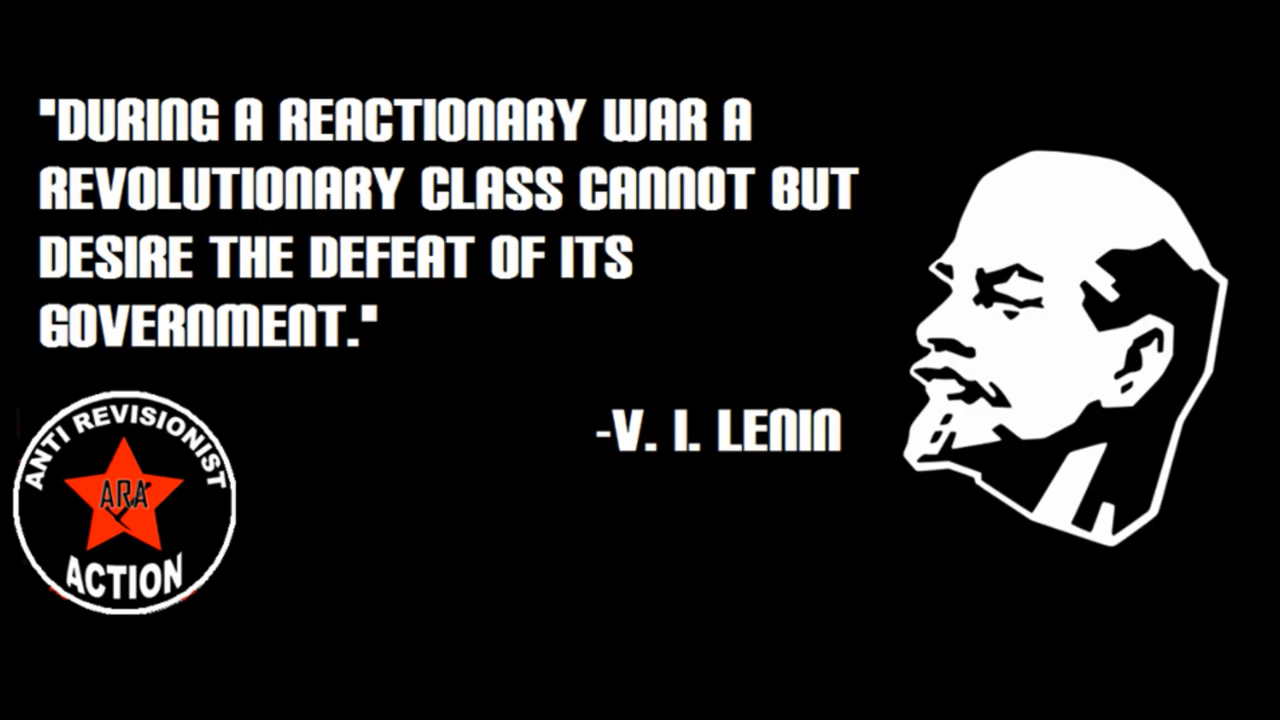 "DURING A REACTIONARY WAR A
REVOLUTIONARY CLASS CANNOT BUT
DESIRE THE DEFEAT OF ITS
GOVERNMENT."
-V. I. LENIN
ANTI REVISIONIST
ARA
ACTION